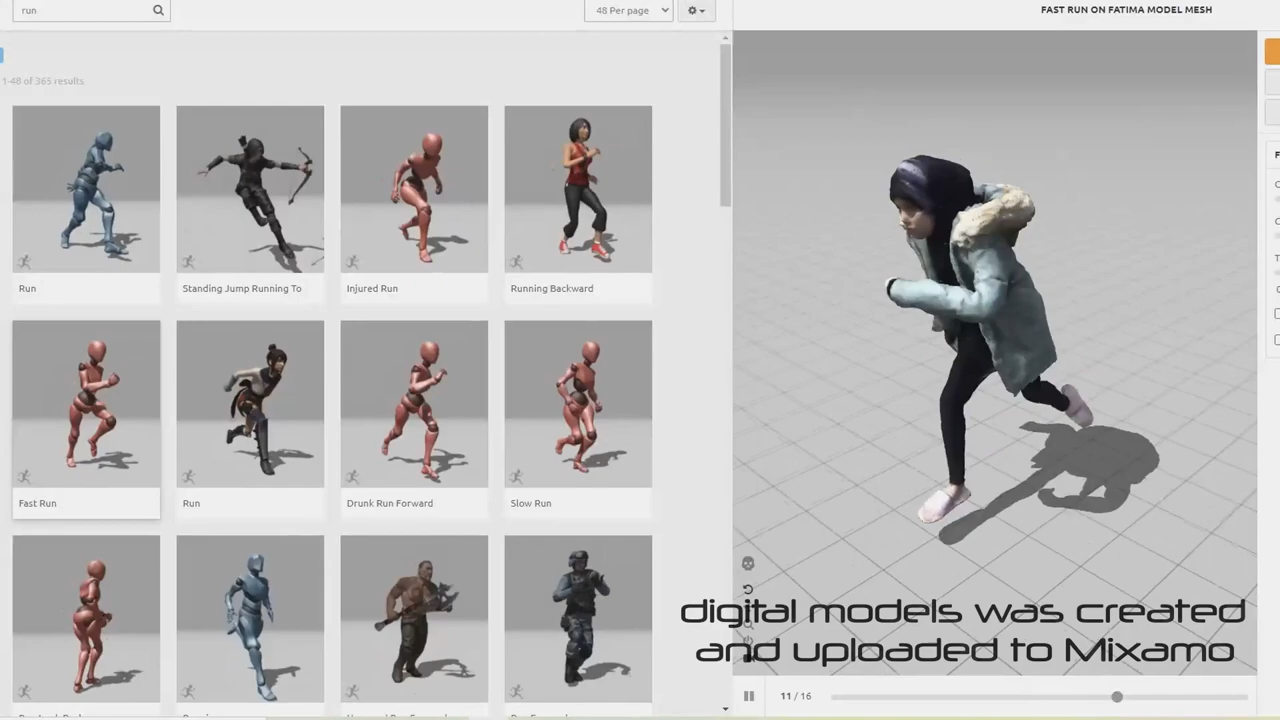 run
48 Per page
FAST RUN ON FATIMA MODEL MESH
1-48 of 365 results
Run
Standing Jump Running To
Injured Run
Running Backward
Fast Run
Run
Drunk Run Forward
Slow Run
digital models was created
and uploaded to Mixamo
11 / 16